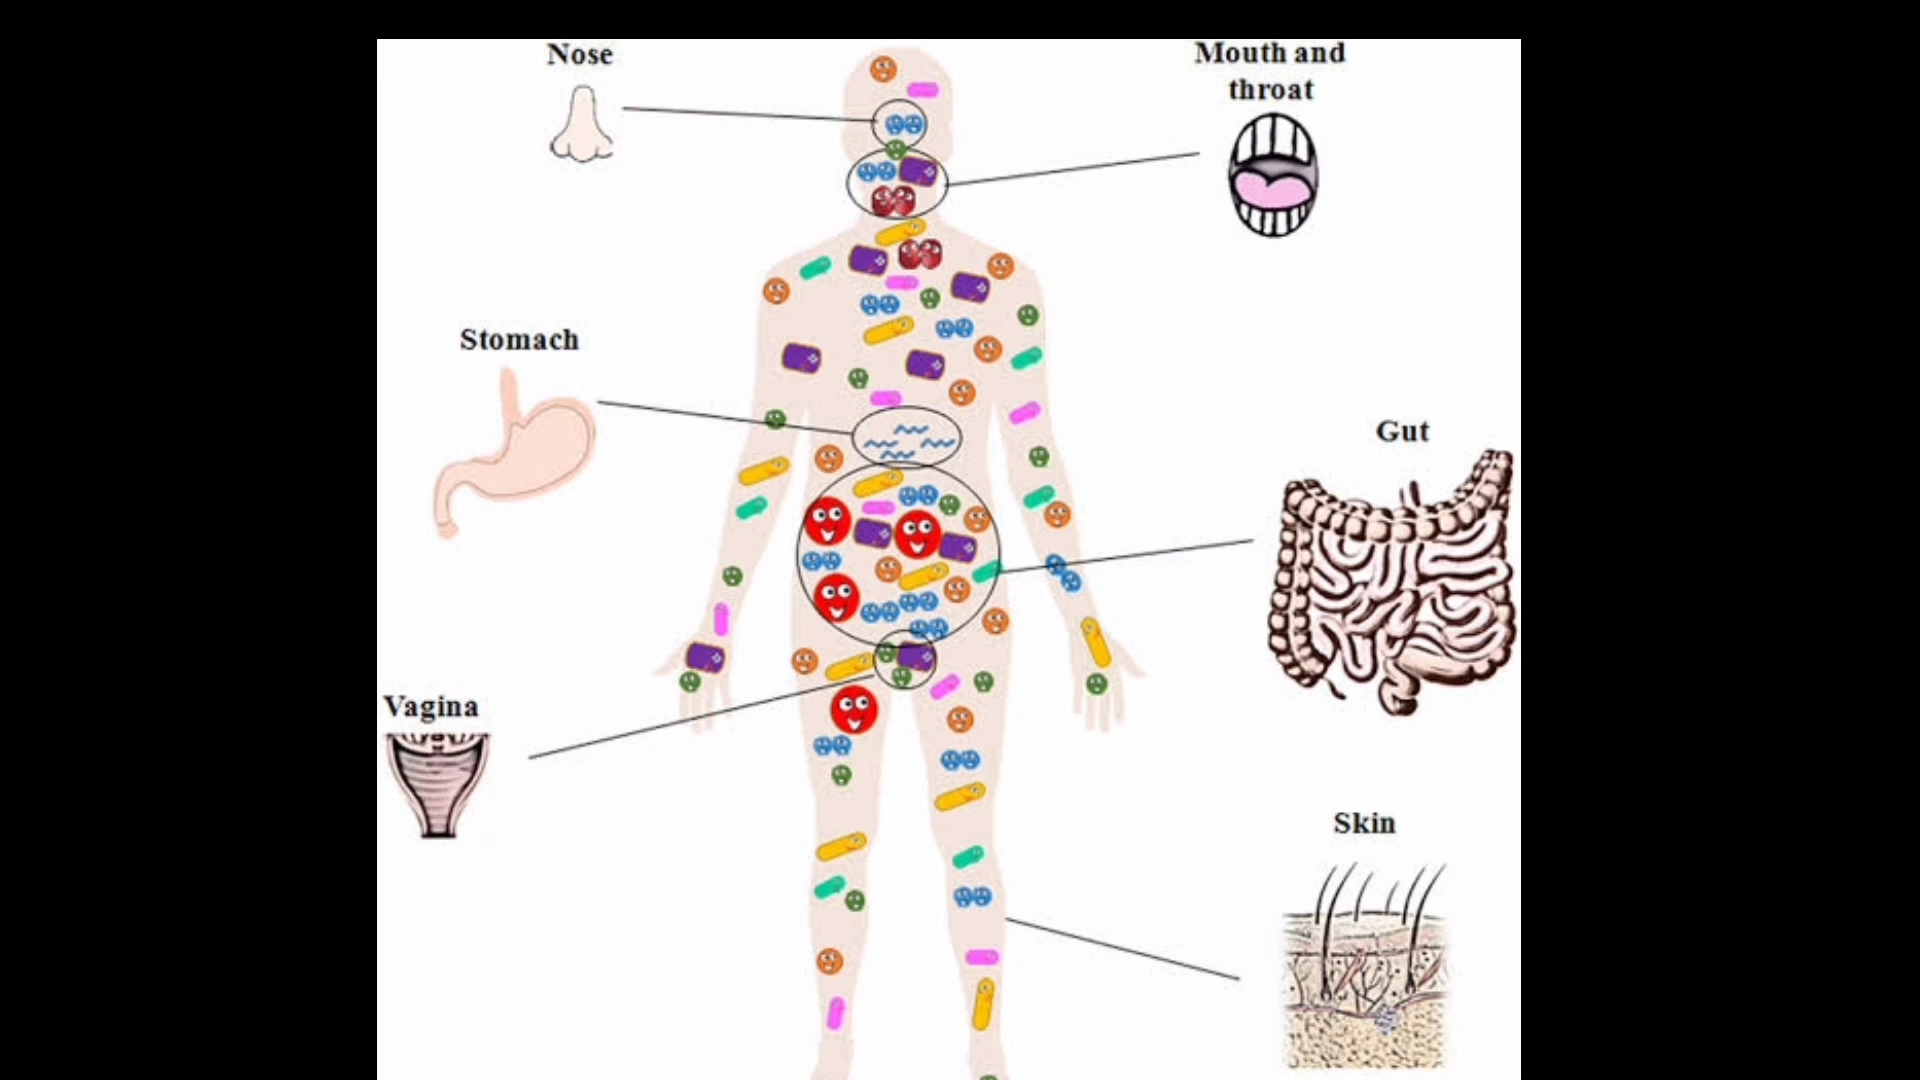 Nose
Mouth and
throat
Stomach
Gut
Vagina
Skin